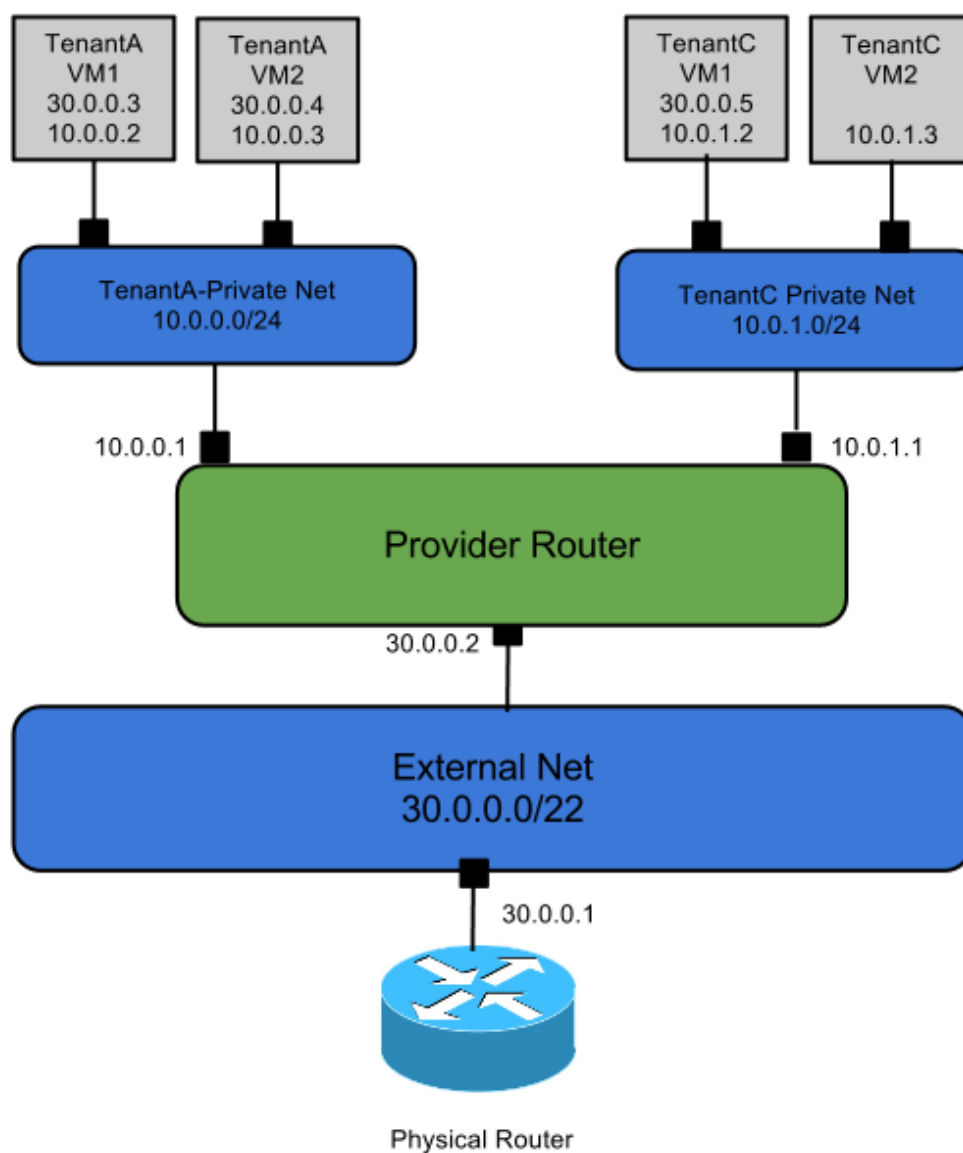 TenantA
VM1
30.0.0.3
10.0.0.2
TenantA
VM2
30.0.0.4
10.0.0.3
TenantC
VM1
30.0.0.5
10.0.1.2
TenantC
VM2
10.0.1.3
TenantA-Private Net
10.0.0.0/24
TenantC Private Net
10.0.1.0/24
10.0.0.1
10.0.1.1
Provider Router
30.0.0.2
External Net
30.0.0.0/22
30.0.0.1
Physical Router